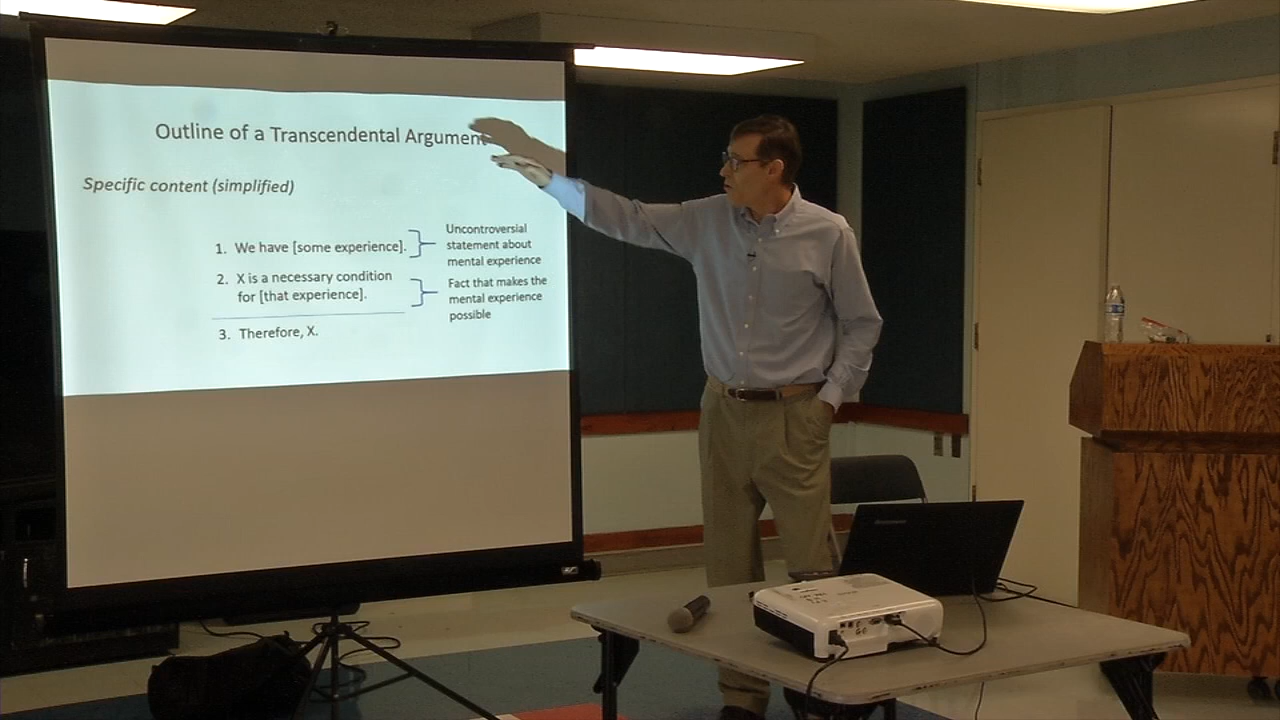 Outline of a Transcendental Argument
Specific content (simplified)
1. We have [some experience].
Uncontroversial
statement about
mental experience
2. X is a necessary condition
for [that experience].
Fact that makes the
mental experience
possible
3. Therefore, X.